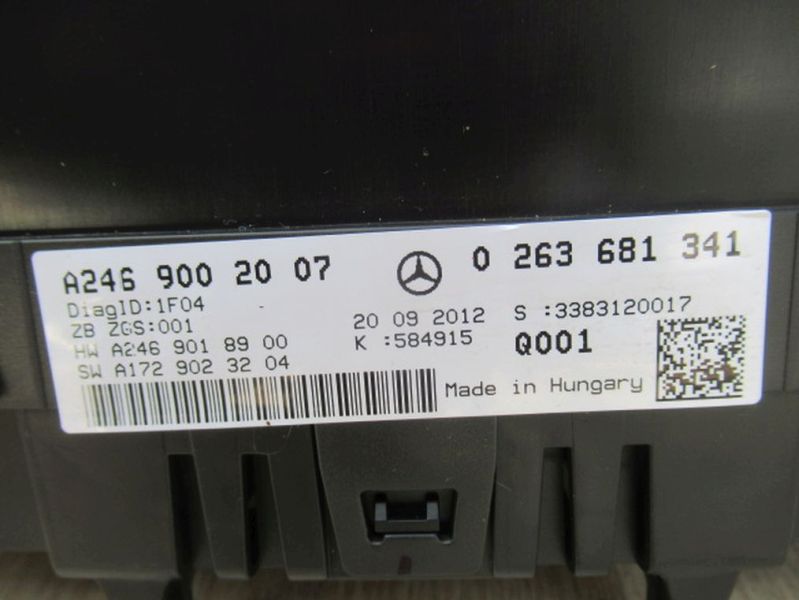 A246 900 20 07 0 263 681 341
DiagID:1F04
ZB ZGS:001
20 09 2012 S :3383120017
HW A246 901 89 00 K :584915 Q001
SW A172 902 32 04
Made in Hungary